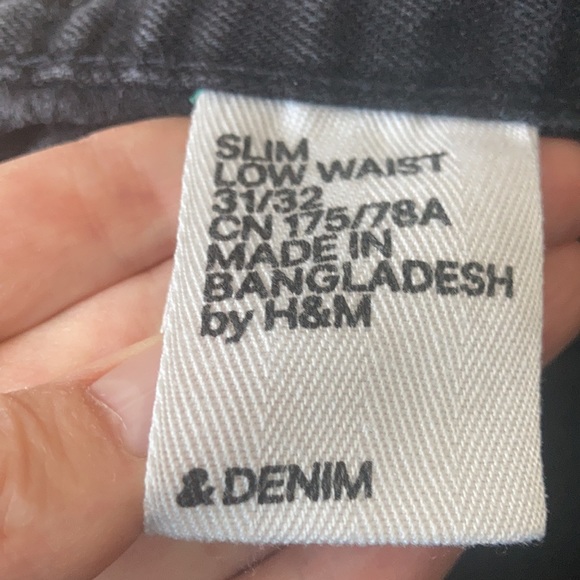 SLIM
LOW WAIST
31/32
CN 175/78A
MADE IN
BANGLADESH
by H&M
& DENIM